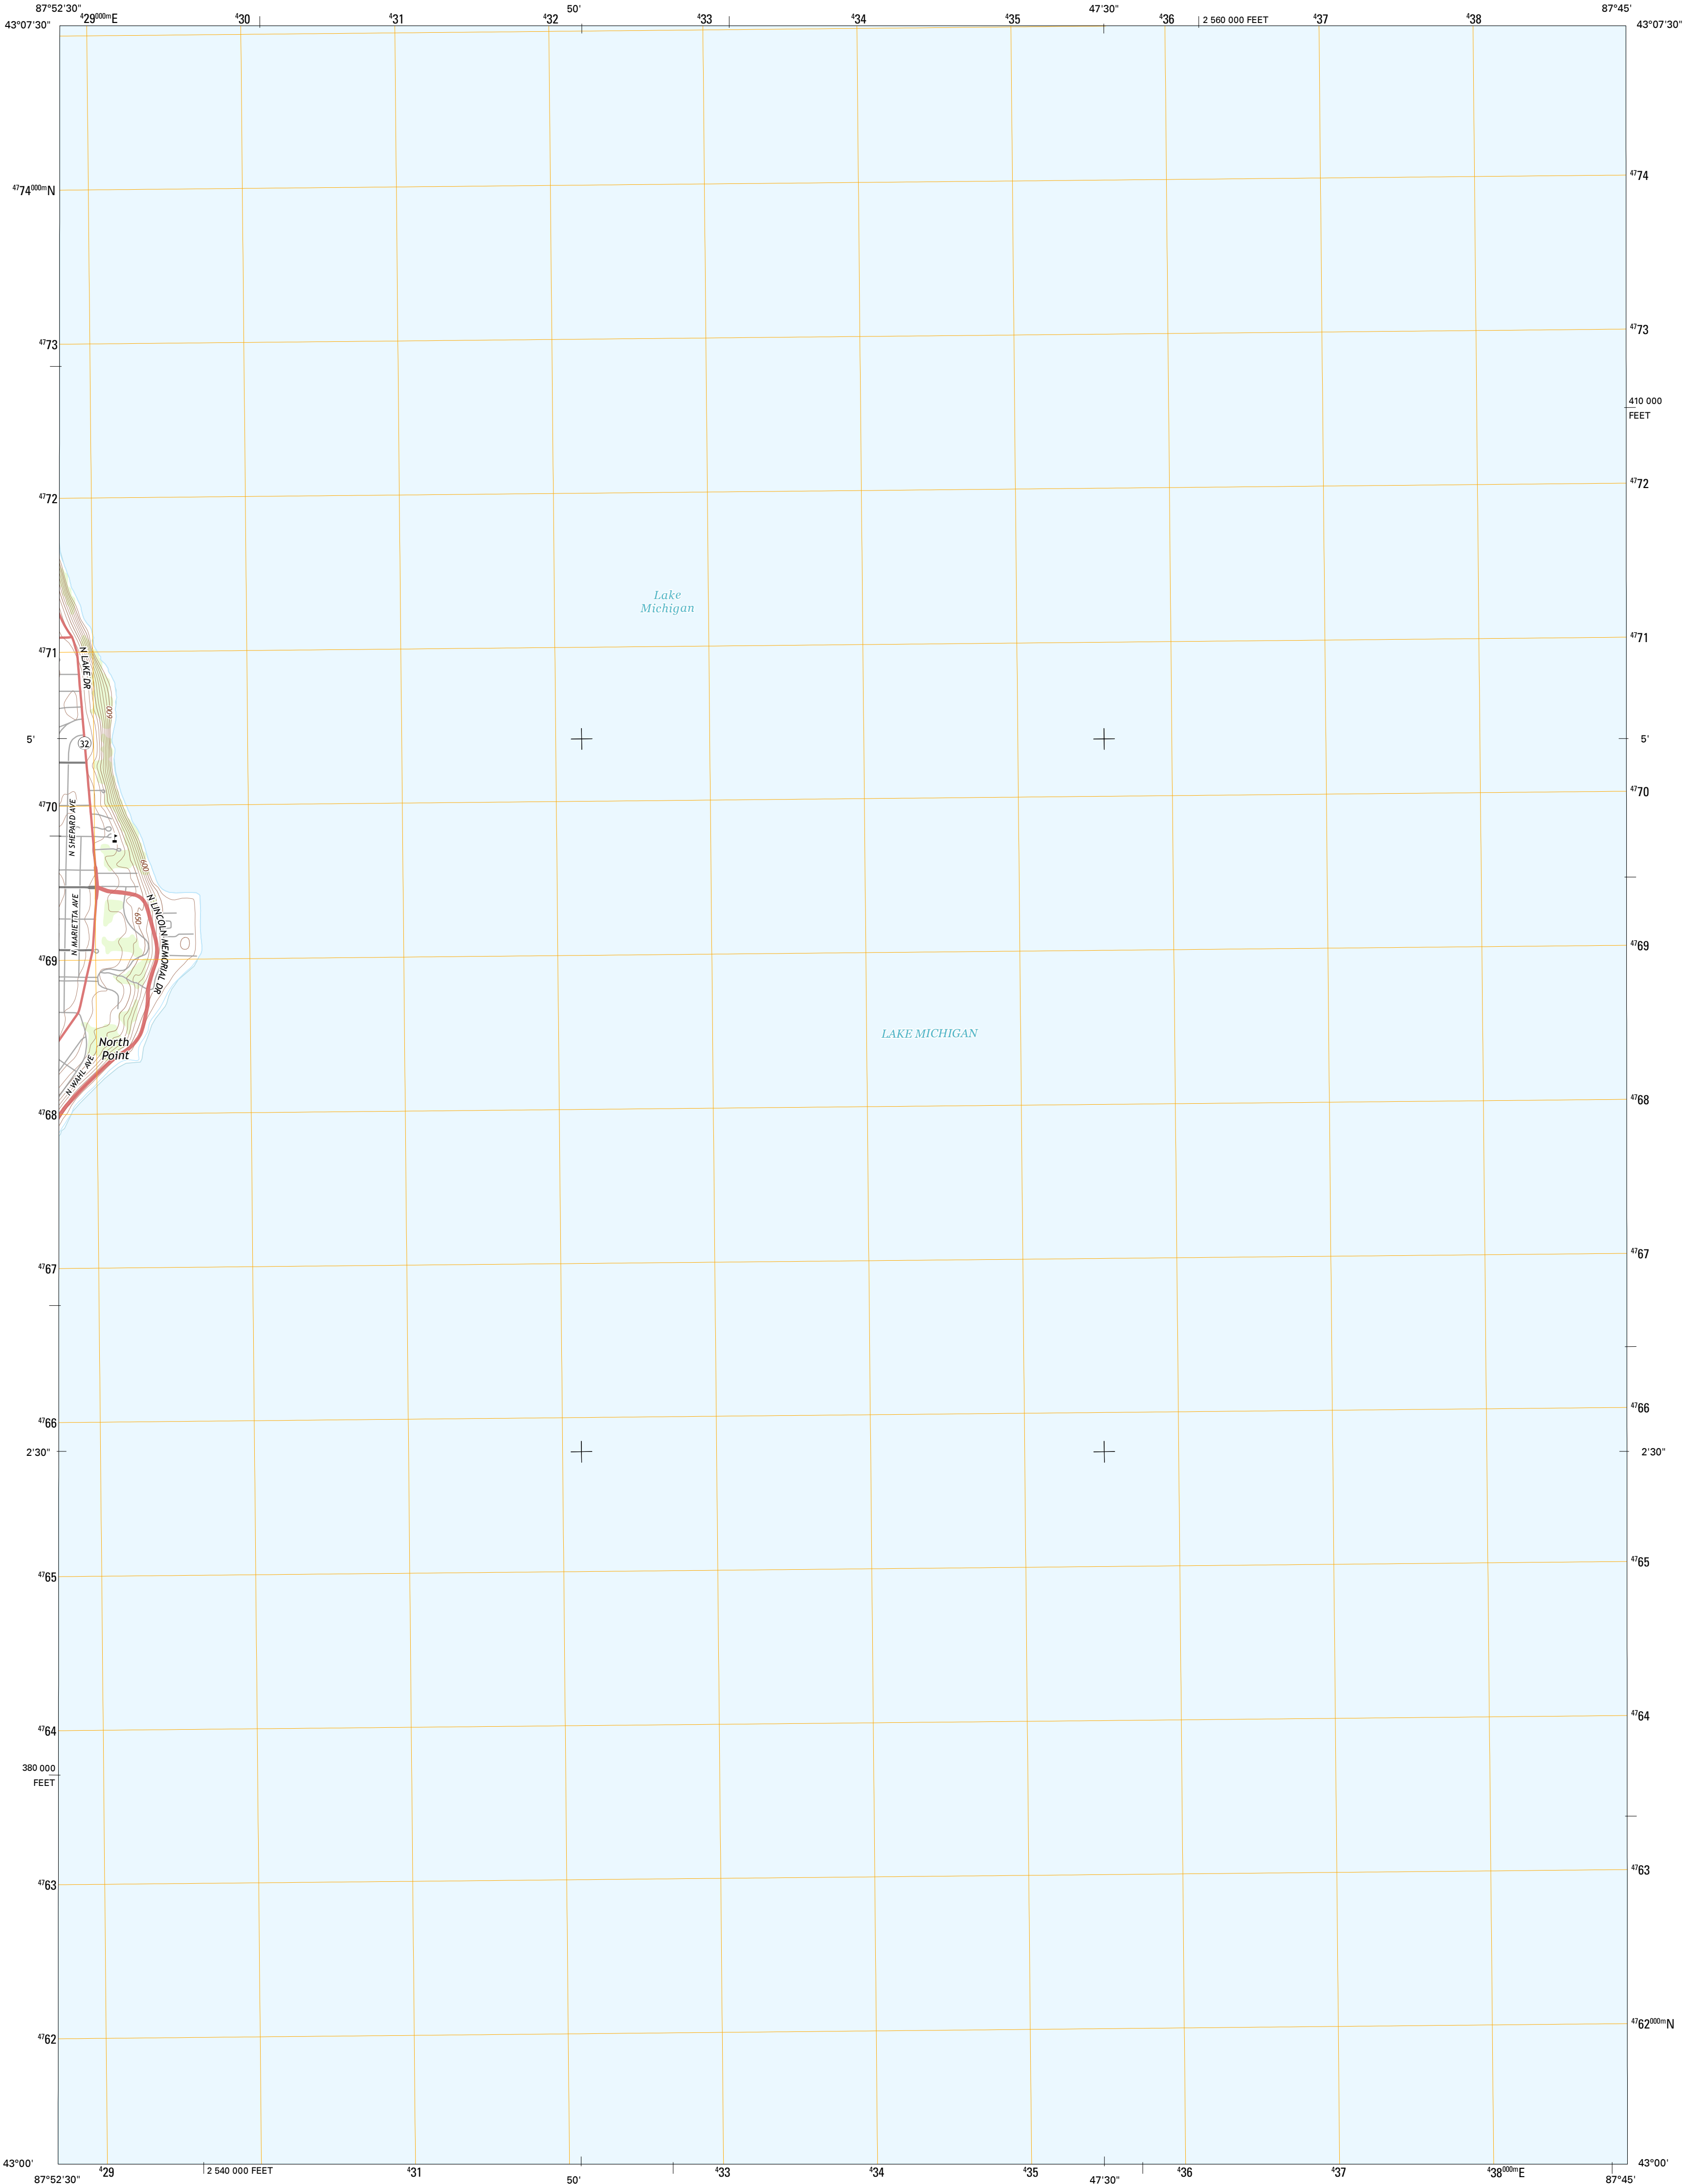 87°52'30" ⁴29⁰⁰⁰ᵐE ⁴30 ⁴31 ⁴32 50' ⁴33 ⁴34 ⁴35 47'30" ⁴36 2 560 000 FEET ⁴37 ⁴38 87°45'
43°07'30" 43°07'30"
⁴⁷74⁰⁰⁰ᵐN ⁴⁷74
⁴⁷73 ⁴⁷73
410 000
FEET
⁴⁷72 ⁴⁷72
Lake
Michigan
⁴⁷71 ⁴⁷71
N LAKE DR
600
5' 32 5'
⁴⁷70 ⁴⁷70
N SHEPARD AVE
600
N MARIETTA AVE
650
N LINCOLN MEMORIAL DR
⁴⁷69 ⁴⁷69
LAKE MICHIGAN
North
Point
N WAHL AVE
⁴⁷68 ⁴⁷68
⁴⁷67 ⁴⁷67
⁴⁷66 ⁴⁷66
2'30" 2'30"
⁴⁷65 ⁴⁷65
⁴⁷64 ⁴⁷64
380 000
FEET
⁴⁷63 ⁴⁷63
⁴⁷62 ⁴⁷62⁰⁰⁰ᵐN
43°00' 43°00'
87°52'30" ⁴29 2 540 000 FEET ⁴31 50' ⁴33 ⁴34 ⁴35 47'30" ⁴36 ⁴37 ⁴38⁰⁰⁰ᵐE 87°45'